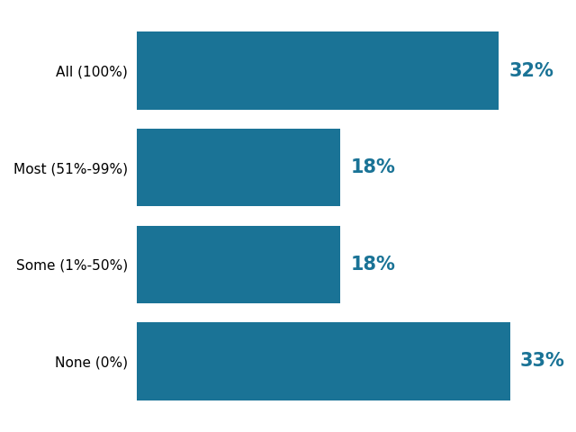 All (100%) 32%
Most (51%-99%) 18%
Some (1%-50%) 18%
None (0%) 33%